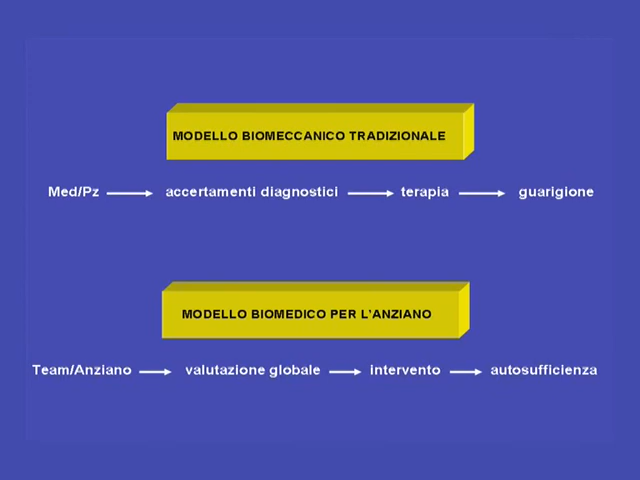 MODELLO BIOMECCANICO TRADIZIONALE
Med/Pz accertamenti diagnostici terapia guarigione
MODELLO BIOMEDICO PER L'ANZIANO
Team/Anziano valutazione globale intervento autosufficienza